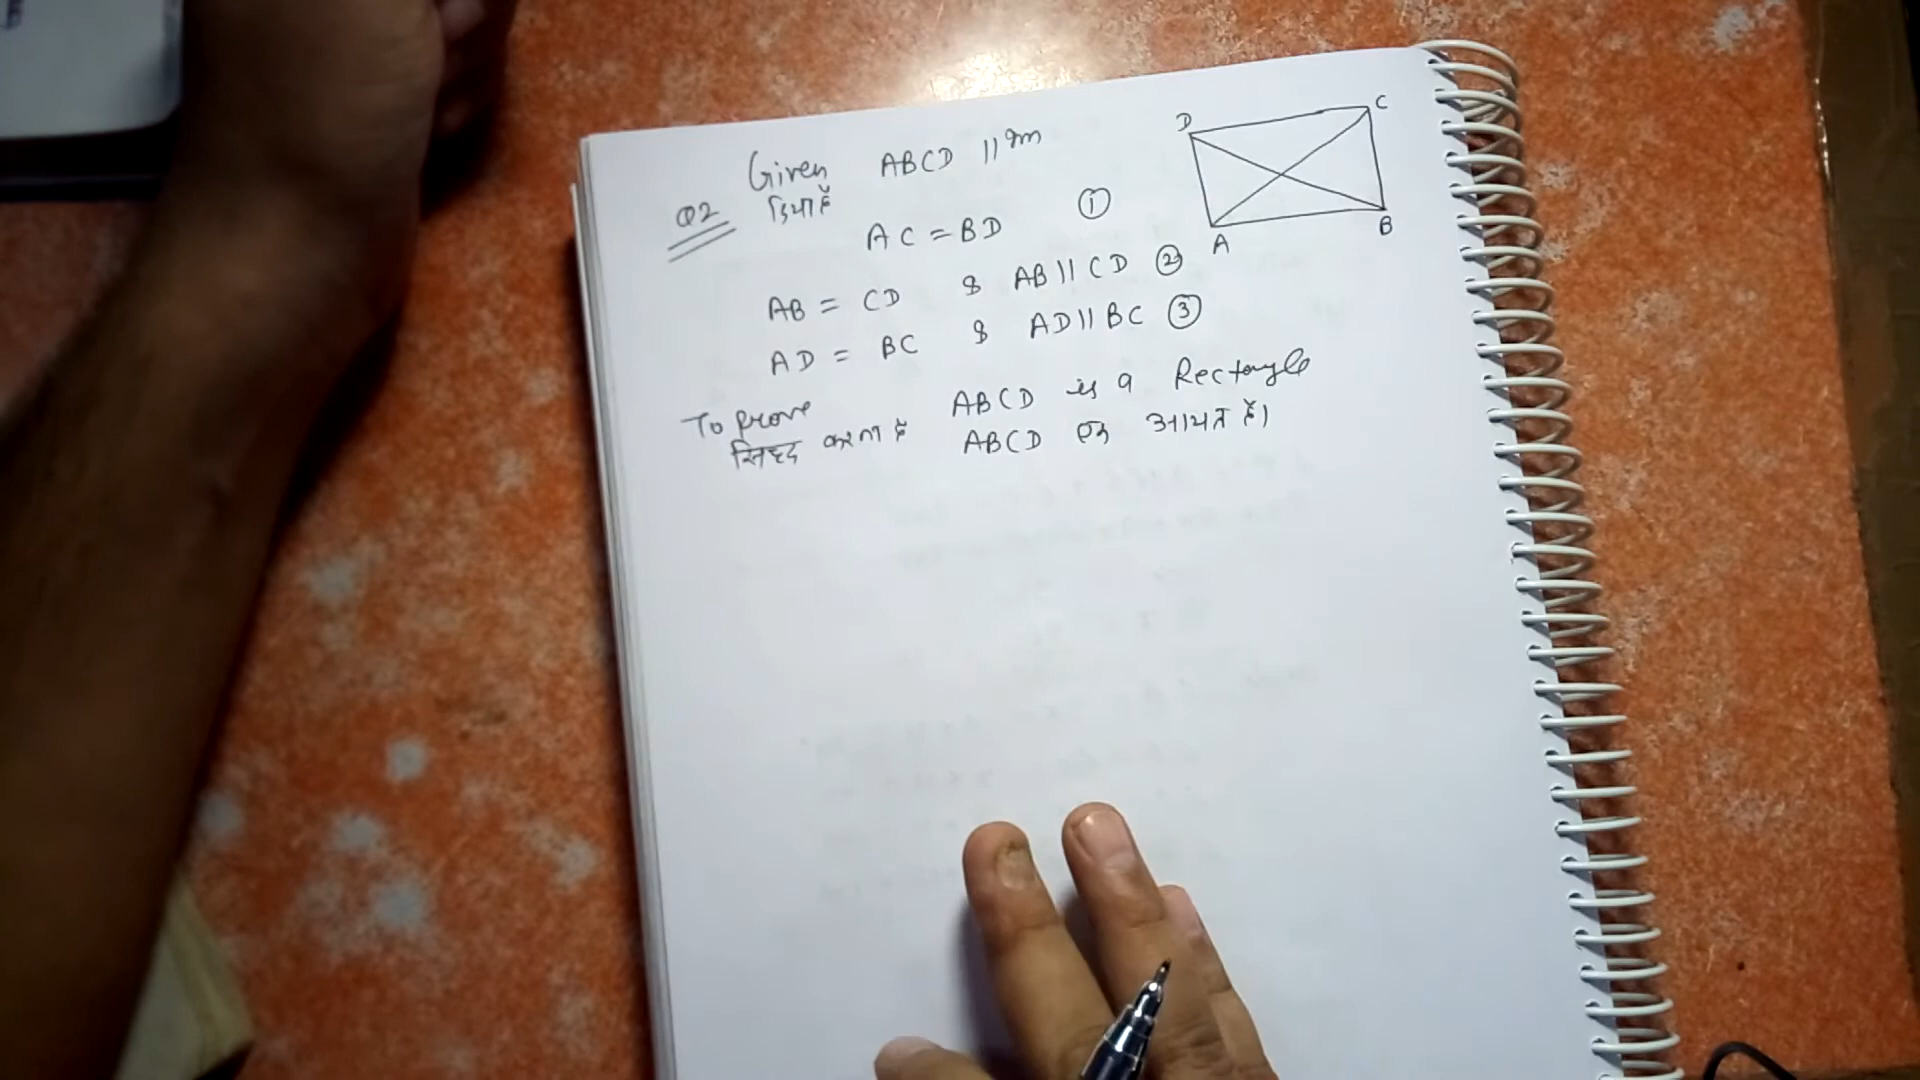 Given ABCD ||gm
Q2 दिया है
AC = BD ①
AB = CD & AB || CD ②
AD = BC & AD || BC ③
To prove ABCD is a Rectangle
सिद्द करना है ABCD एक आयत है।
D C
A B